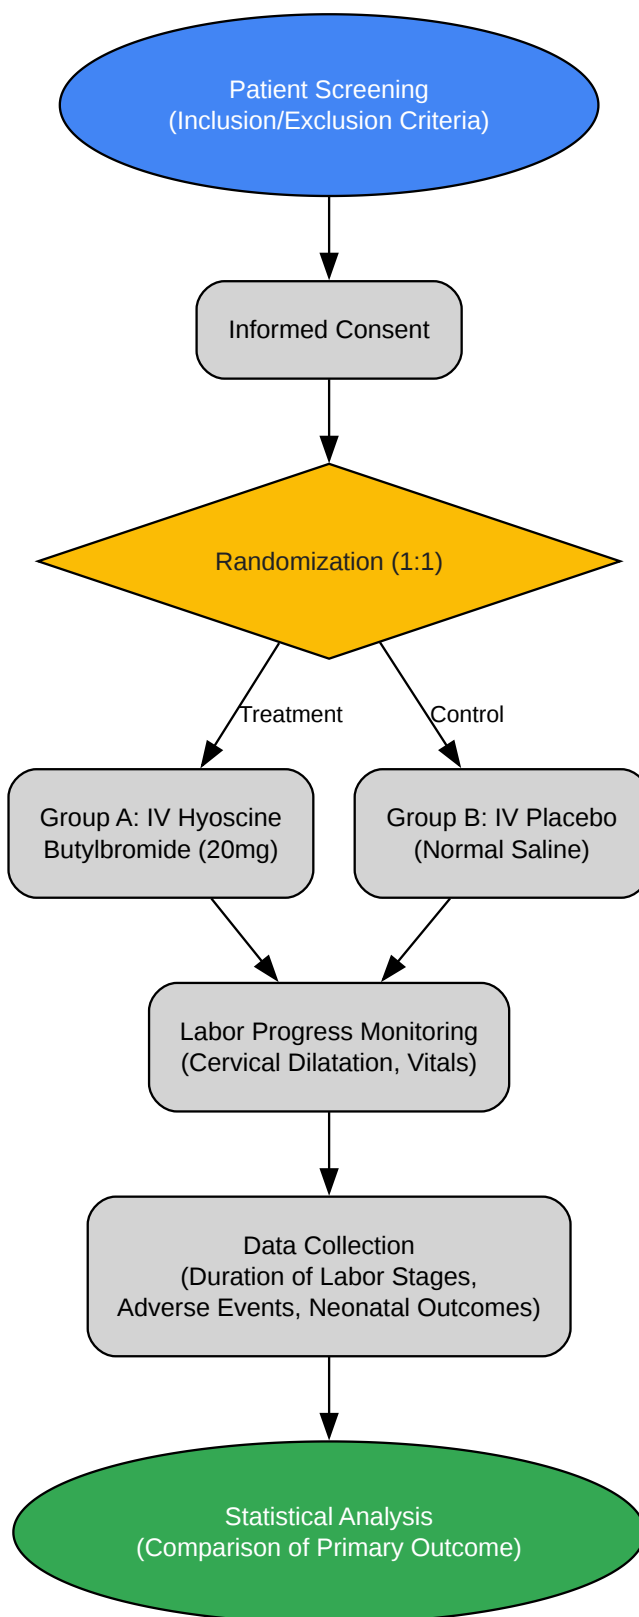 Patient Screening
(Inclusion/Exclusion Criteria)
Informed Consent
Randomization (1:1)
Treatment
Control
Group A: IV Hyoscine
Butylbromide (20mg)
Group B: IV Placebo
(Normal Saline)
Labor Progress Monitoring
(Cervical Dilatation, Vitals)
Data Collection
(Duration of Labor Stages,
Adverse Events, Neonatal Outcomes)
Statistical Analysis
(Comparison of Primary Outcome)